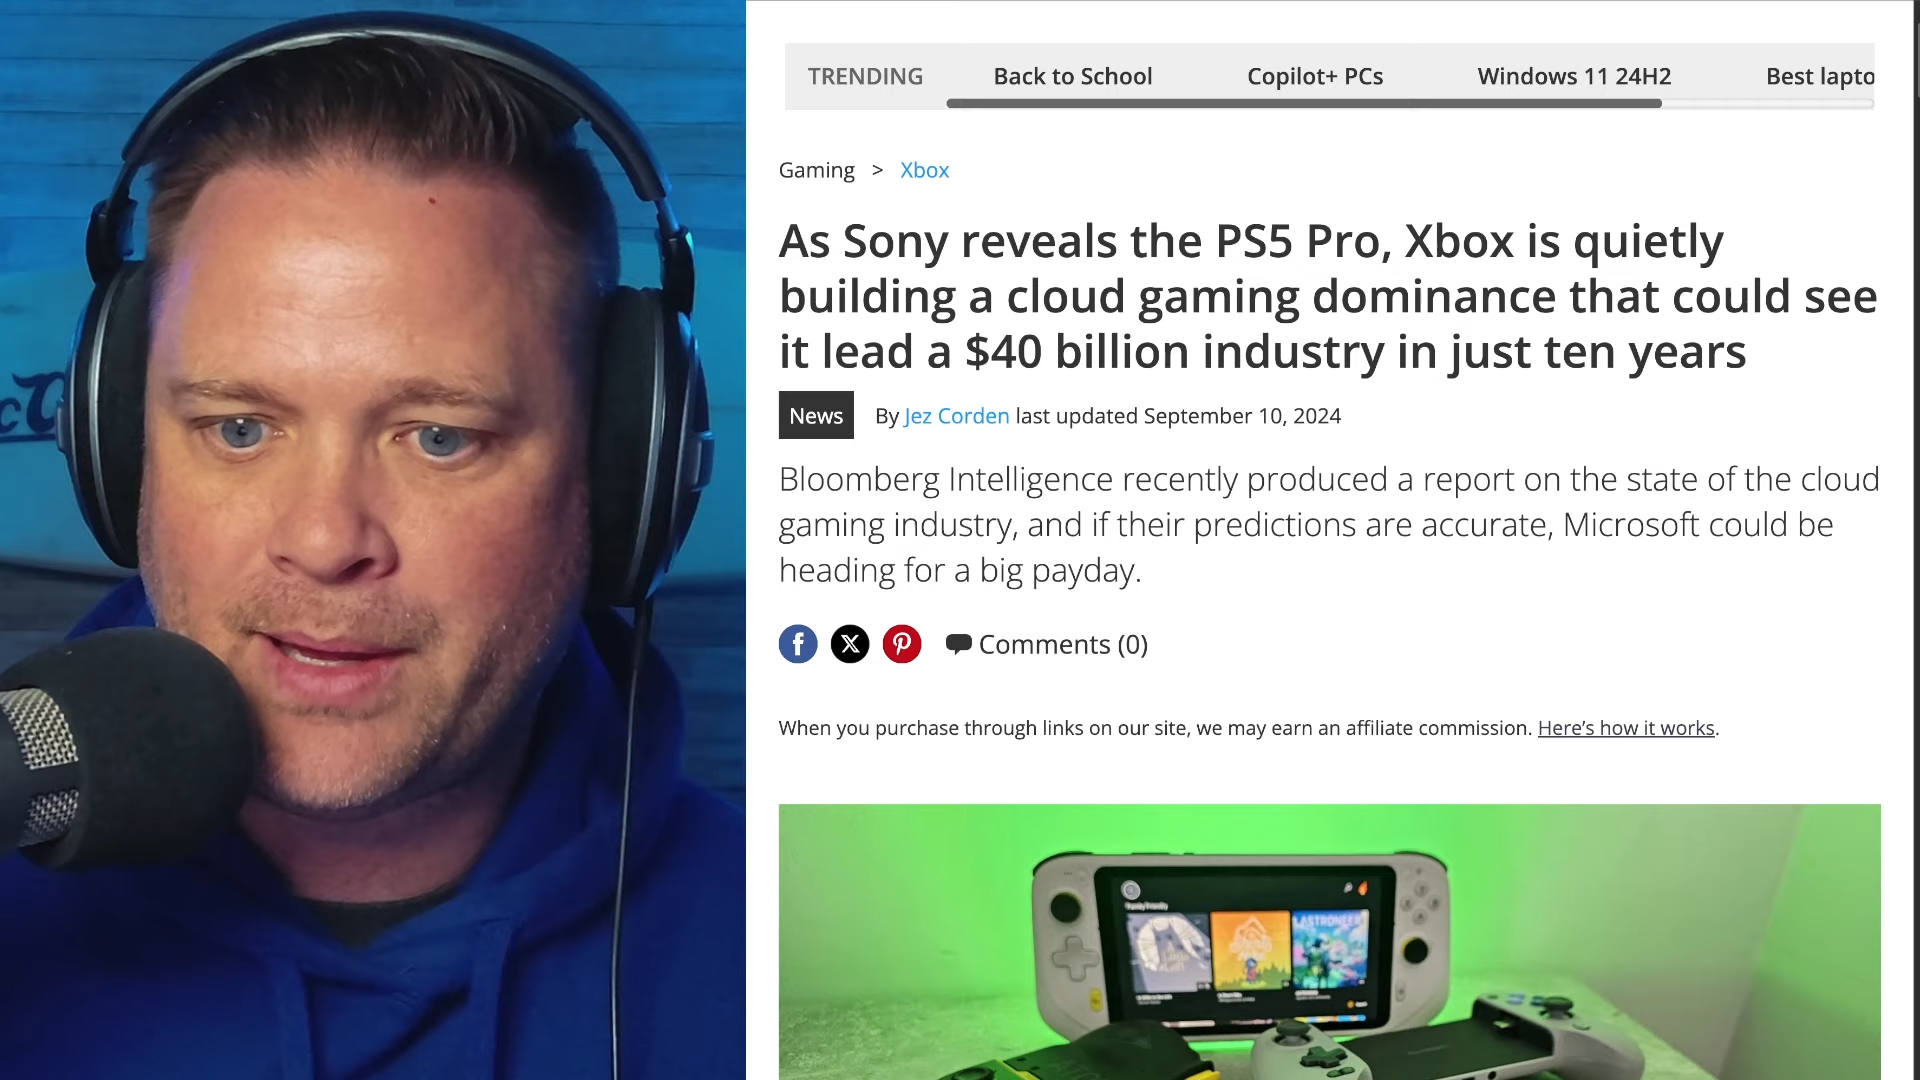 TRENDING Back to School Copilot+ PCs Windows 11 24H2 Best lapto
Gaming > Xbox
As Sony reveals the PS5 Pro, Xbox is quietly
building a cloud gaming dominance that could see
it lead a $40 billion industry in just ten years
News By Jez Corden last updated September 10, 2024
Bloomberg Intelligence recently produced a report on the state of the cloud
gaming industry, and if their predictions are accurate, Microsoft could be
heading for a big payday.
Comments (0)
When you purchase through links on our site, we may earn an affiliate commission. Here’s how it works.
ASTRONEER